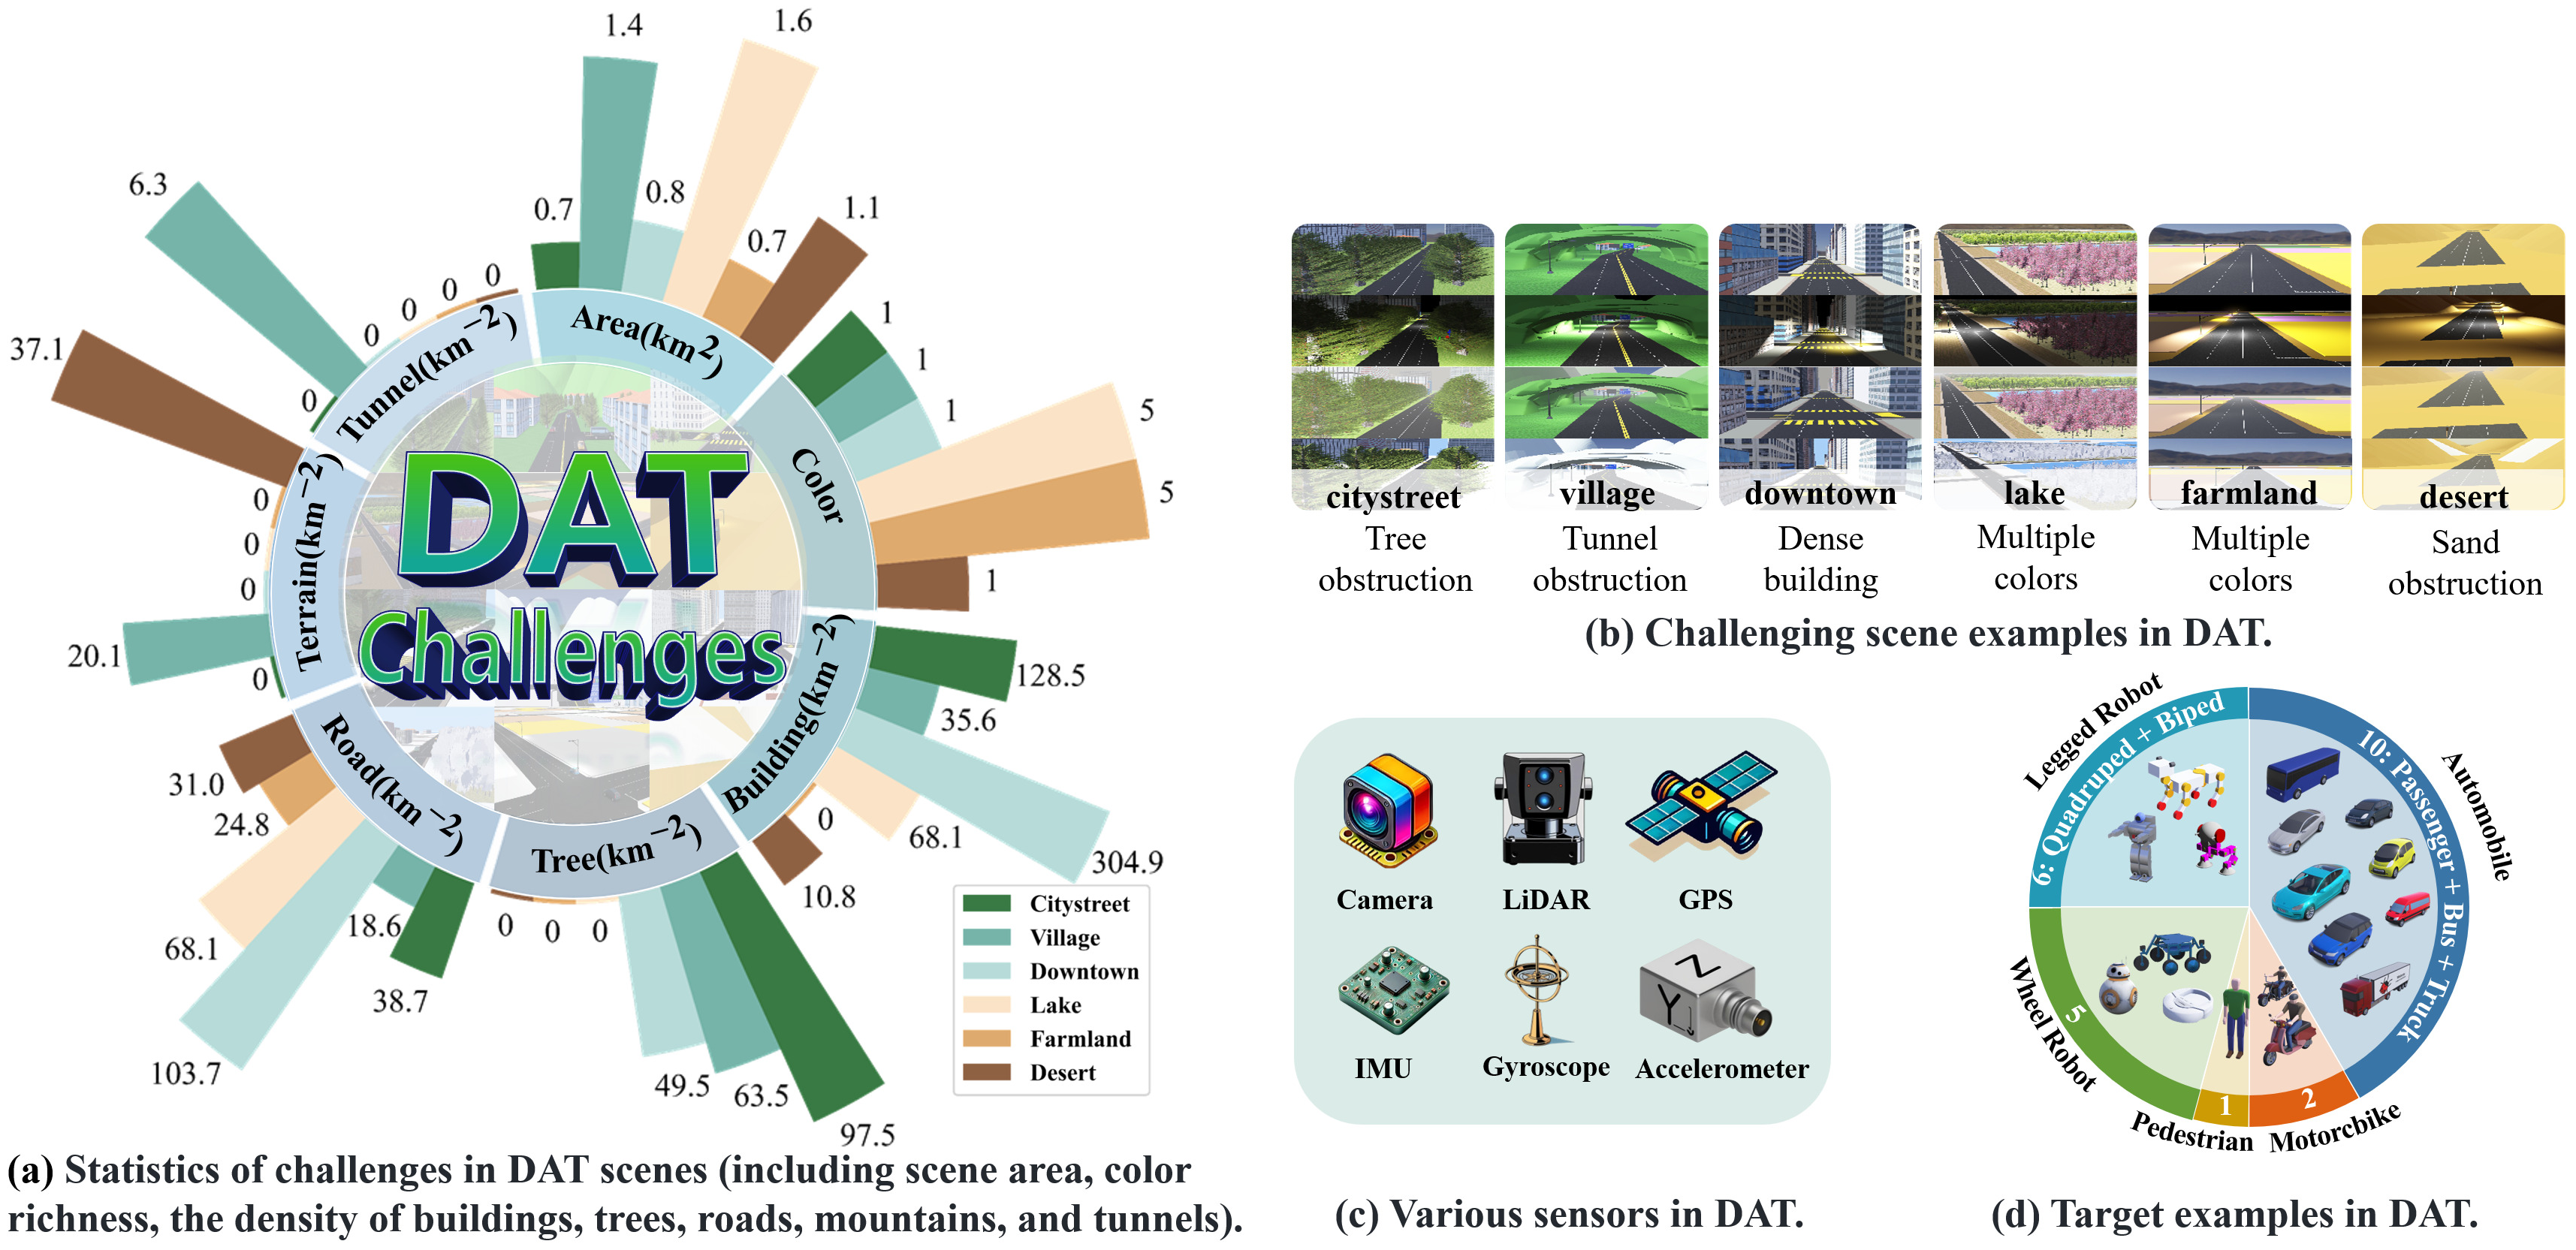 1.4
1.6
0.7
0.8
0.7
1.1
Area(km²)
1
1
1
5
5
1
Color
128.5
35.6
304.9
68.1
0
10.8
Building(km⁻²)
97.5
63.5
49.5
0
0
0
Tree(km⁻²)
38.7
18.6
103.7
68.1
24.8
31.0
Road(km⁻²)
0
20.1
0
0
0
37.1
Terrain(km⁻²)
0
6.3
0
0
0
0
Tunnel(km⁻²)
DAT
Challenges
Citystreet
Village
Downtown
Lake
Farmland
Desert
(a) Statistics of challenges in DAT scenes (including scene area, color
richness, the density of buildings, trees, roads, mountains, and tunnels).
citystreet
Tree
obstruction
village
Tunnel
obstruction
downtown
Dense
building
lake
Multiple
colors
farmland
Multiple
colors
desert
Sand
obstruction
(b) Challenging scene examples in DAT.
Camera
LiDAR
GPS
IMU
Gyroscope
Z
Y
Accelerometer
(c) Various sensors in DAT.
Legged Robot
6: Quadruped + Biped
Automobile
10: Passenger + Bus + Truck
Wheel Robot
5
Pedestrian
1
Motorcbike
2
(d) Target examples in DAT.